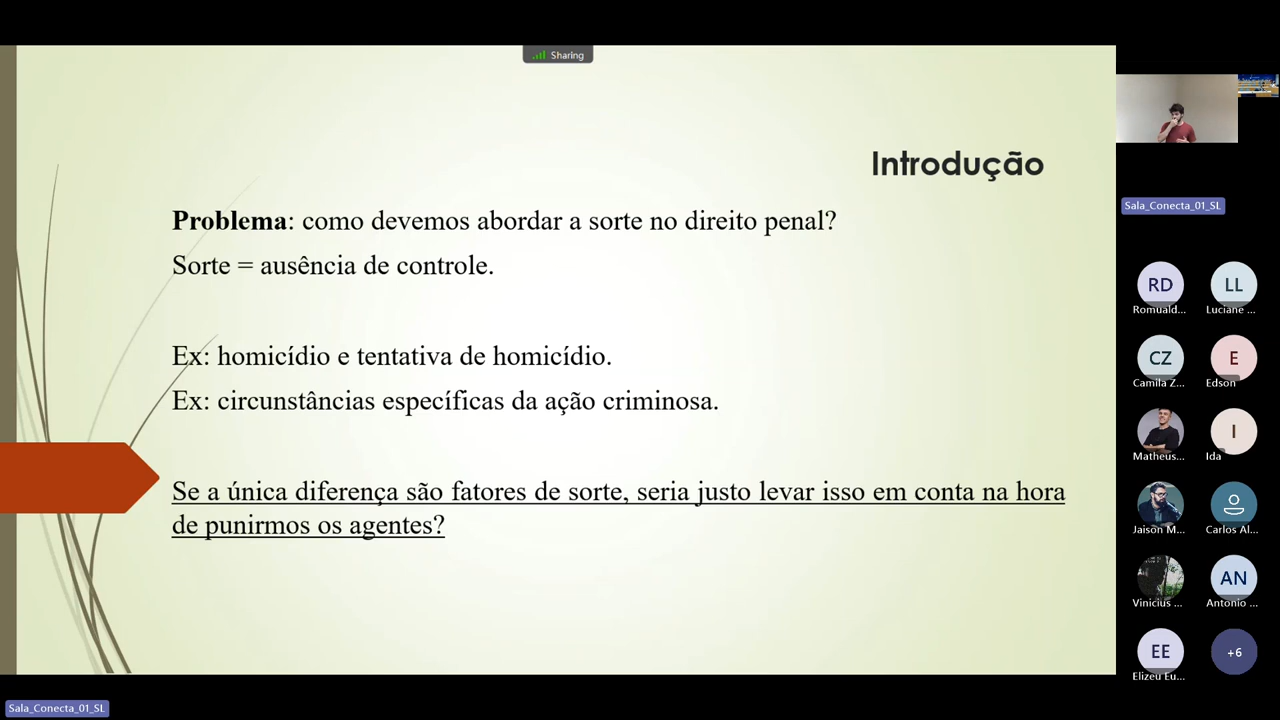 Sharing
Introdução
Problema: como devemos abordar a sorte no direito penal?
Sorte = ausência de controle.
Ex: homicídio e tentativa de homicídio.
Ex: circunstâncias específicas da ação criminosa.
Se a única diferença são fatores de sorte, seria justo levar isso em conta na hora
de punirmos os agentes?
Sala_Conecta_01_SL
RD
LL
Romuald...
Luciane ...
CZ
E
Camila Z...
Edson
I
Matheus...
Ida
Jaison M...
Carlos Al...
AN
Vinicius ...
Antonio ...
EE
+6
Elizeu Eu...
Sala_Conecta_01_SL